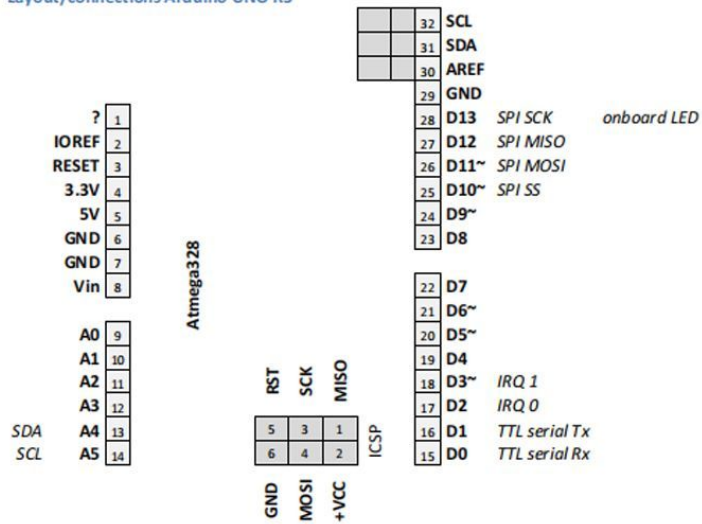 Layout/connections Arduino UNO R3
32 SCL
31 SDA
30 AREF
29 GND
28 D13 SPI SCK onboard LED
27 D12 SPI MISO
26 D11~ SPI MOSI
25 D10~ SPI SS
24 D9~
23 D8
? 1
IOREF 2
RESET 3
3.3V 4
5V 5
GND 6
GND 7
Vin 8
Atmega328
22 D7
21 D6~
20 D5~
19 D4
18 D3~ IRQ 1
17 D2 IRQ 0
16 D1 TTL serial Tx
15 D0 TTL serial Rx
A0 9
A1 10
A2 11
A3 12
SDA A4 13
SCL A5 14
RST SCK MISO
5 3 1
6 4 2
ICSP
GND MOSI +VCC